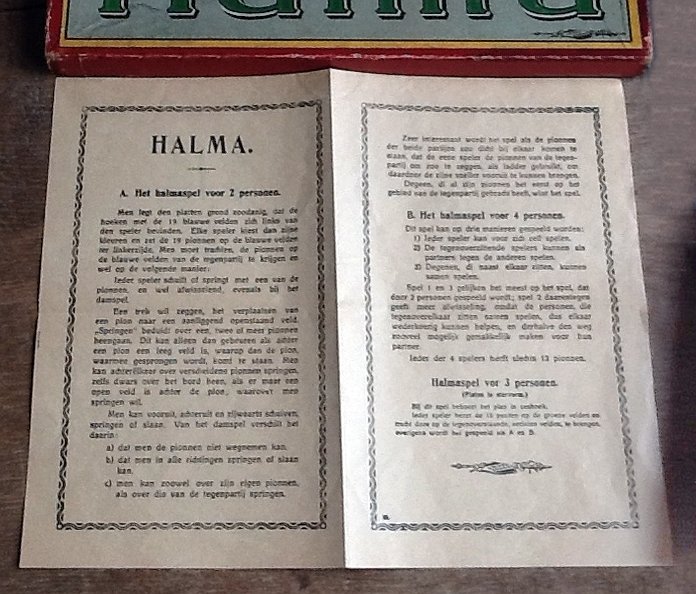 Halma
HALMA.
A. Het halmaspel voor 2 personen.
Men legt den platten grond zoodanig, dat de
hoeken met de 19 blauwe velden zich links van
den speler bevinden. Elke speler kiest dan zijne
kleuren en zet de 19 pionnen op de blauwe velden
ter linkerzijde. Men moet trachten, de pionnen op
de blauwe velden van de tegenpartij te krijgen en
wel op de volgende manier:
Ieder speler schuift of springt met een van de
pionnen, en wel afwisselend, evenals bij het
damspel.
Een trek wil zeggen, het verplaatsen van
een pion naar een aanliggend openstaand veld.
„Springen" beduidt over een, twee of meer pionnen
heengaan. Dit kan alleen dan gebeuren als achter
een pion een leeg veld is, waarop dan de pion,
waarmee gesprongen wordt, komt te staan. Men
kan achterelkaer over verscheidene pionnen springen,
zelfs dwars over het bord heen, als er maar een
open veld is achter de pion, waarover men
springen wil.
Men kan vooruit, achteruit en zijwaarts schuiven,
springen of slaan. Van het damspel verschilt het
daarin:
a) dat men de pionnen niet wegnemen kan.
b) dat men in alle richtingen springen of slaan
kan.
c) men kan zoowel over zijn eigen pionnen,
als over die van de tegenpartij springen.
Zeer interessant wordt het spel als de pionnen
der beide partijen zoo dicht bij elkaar komen te
staan, dat de eene speler de pionnen van de tegen-
partij om zoo te zeggen, als ladder gebruikt, om
daardoor de zijne sneller vooruit te kunnen brengen.
Degeen, di al zijn pionnen het eerst op het
gebied van de tegenpartij gebracht heeft, wint het spel.
B. Het halmaspel voor 4 personen.
Dit spel kan op drie manieren gespeeld worden:
1) Ieder speler kan voor zich zelf spelen.
2) De tegenoverzittende spelers kunnen als
partners tegen de anderen spelen.
3) Degenen, di naast elkaar zitten, kunnen
samen spelen.
Spel 1 en 3 gelijken het meest op het spel, dat
door 2 personen gespeeld wordt; spel 2 daarentegen
geeft meer afwisseling, omdat de personen, die
tegenoverelkaar zitten samen spelen, dus elkaar
wederkeerig kunnen helpen, en derhalve den weg
zooveel mogelijk gemakkelijk maken voor hun
partner.
Ieder der 4 spelers heeft slechts 13 pionnen.
Halmaspel vor 3 personen.
Bij dit spel behoort het plan in zeshoek.
Ieder speler bezet de 15 punten op de groene velden en
moet deze op de tegenoverstaande, velden, te brengen,
overigens wordt het gespeeld als A en B.